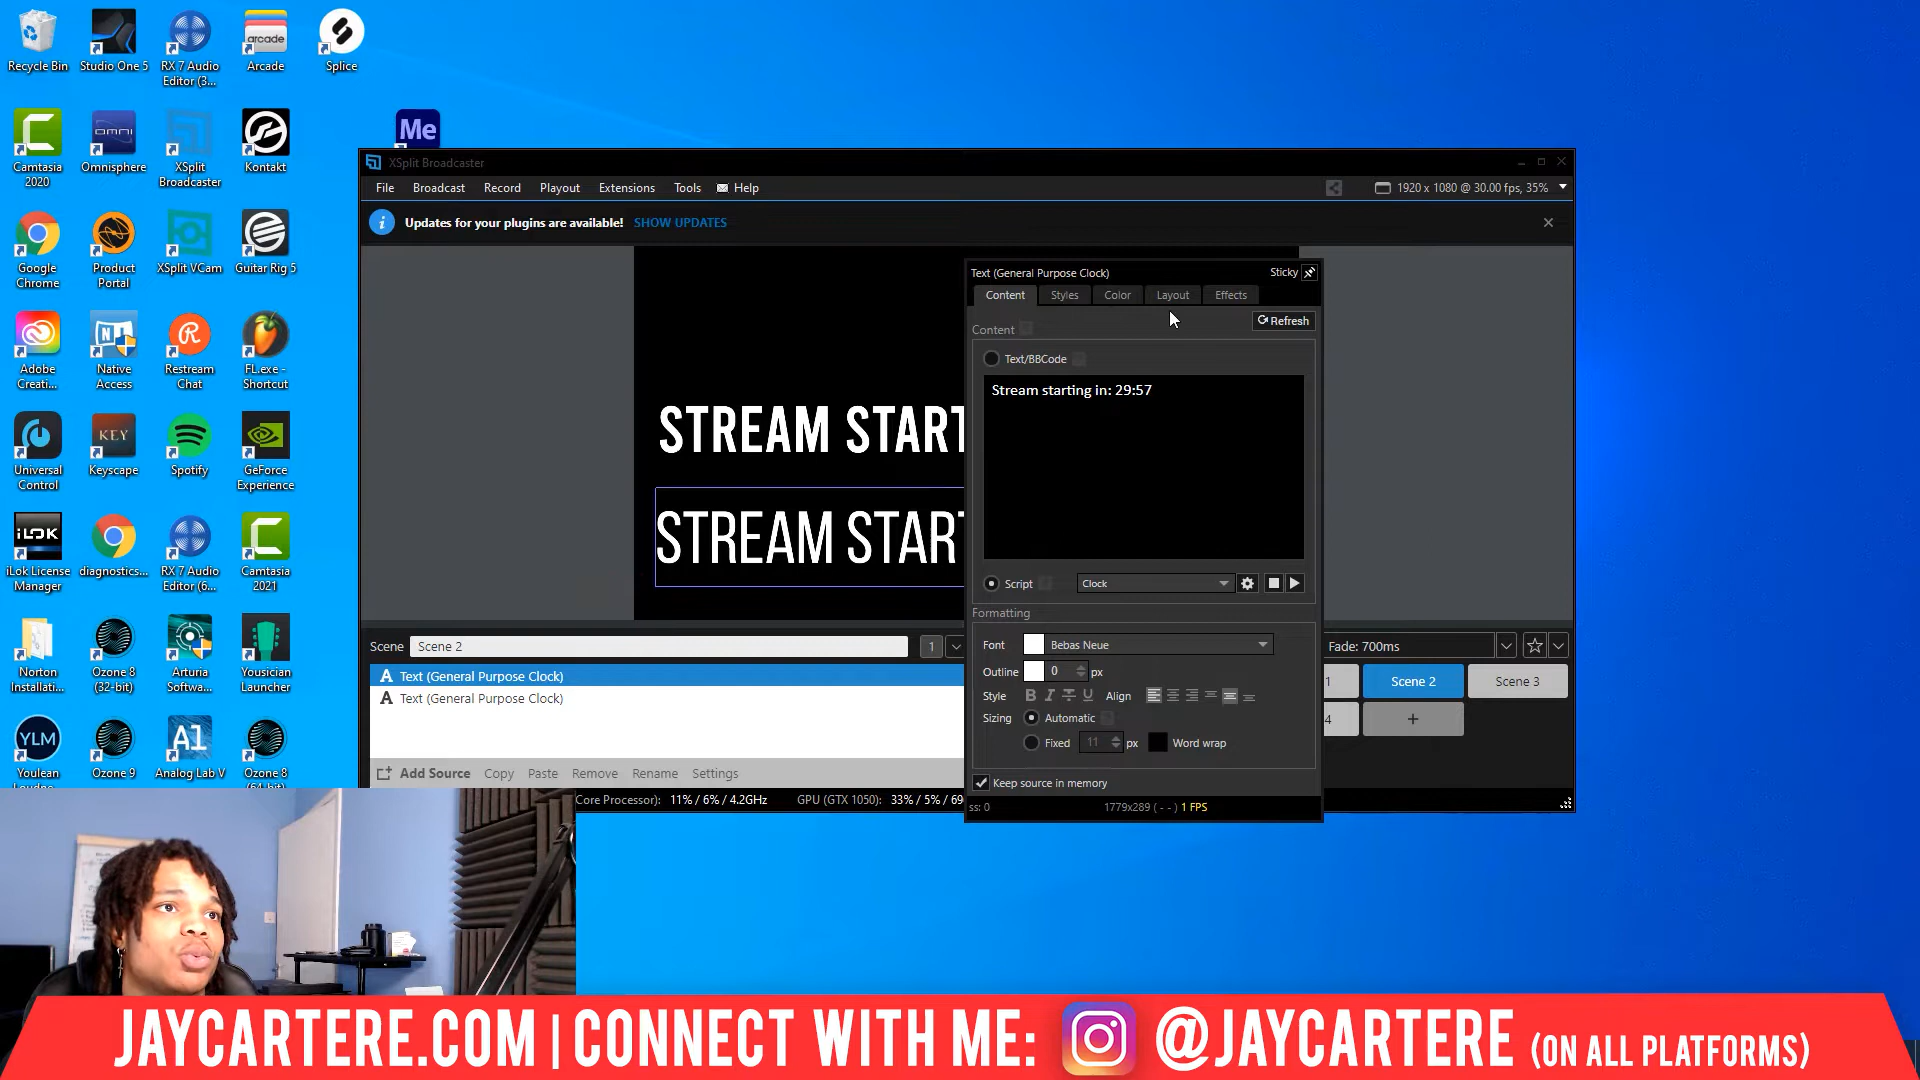 Recycle Bin
Studio One 5
RX 7 Audio
Editor (3...
arcade
Arcade
Splice
Camtasia
2020
OMNI
Omnisphere
XSplit
Broadcaster
Kontakt
Me
Google
Chrome
Product
Portal
XSplit VCam
Guitar Rig 5
Adobe
Creati...
Native
Access
Restream
Chat
FL.exe -
Shortcut
Universal
Control
KEY
Keyscape
Spotify
GeForce
Experience
iLOK
iLok License
Manager
diagnostics...
RX 7 Audio
Editor (6...
Camtasia
2021
Norton
Installati...
Ozone 8
(32-bit)
Arturia
Softwa...
Yousician
Launcher
YLM
Youlean
Ozone 9
Analog Lab V
Ozone 8
XSplit Broadcaster
File Broadcast Record Playout Extensions Tools Help
1920 x 1080 @ 30.00 fps, 35%
Updates for your plugins are available! SHOW UPDATES
STREAM START
STREAM START
Text (General Purpose Clock) Sticky
Content Styles Color Layout Effects
Content
Refresh
Text/BBCode
Stream starting in: 29:57
Script Clock
Formatting
Font Bebas Neue
Outline 0 px
Style B I U Align
Sizing Automatic
Fixed 11 px Word wrap
Keep source in memory
ss: 0 1779x289 ( - - ) 1 FPS
Scene Scene 2 1
Text (General Purpose Clock)
Text (General Purpose Clock)
Add Source Copy Paste Remove Rename Settings
Core Processor): 11% / 6% / 4.2GHz GPU (GTX 1050): 33% / 5% / 69
Fade: 700ms
1 Scene 2 Scene 3
4 +
JAYCARTERE.COM | CONNECT WITH ME: @JAYCARTERE (ON ALL PLATFORMS)